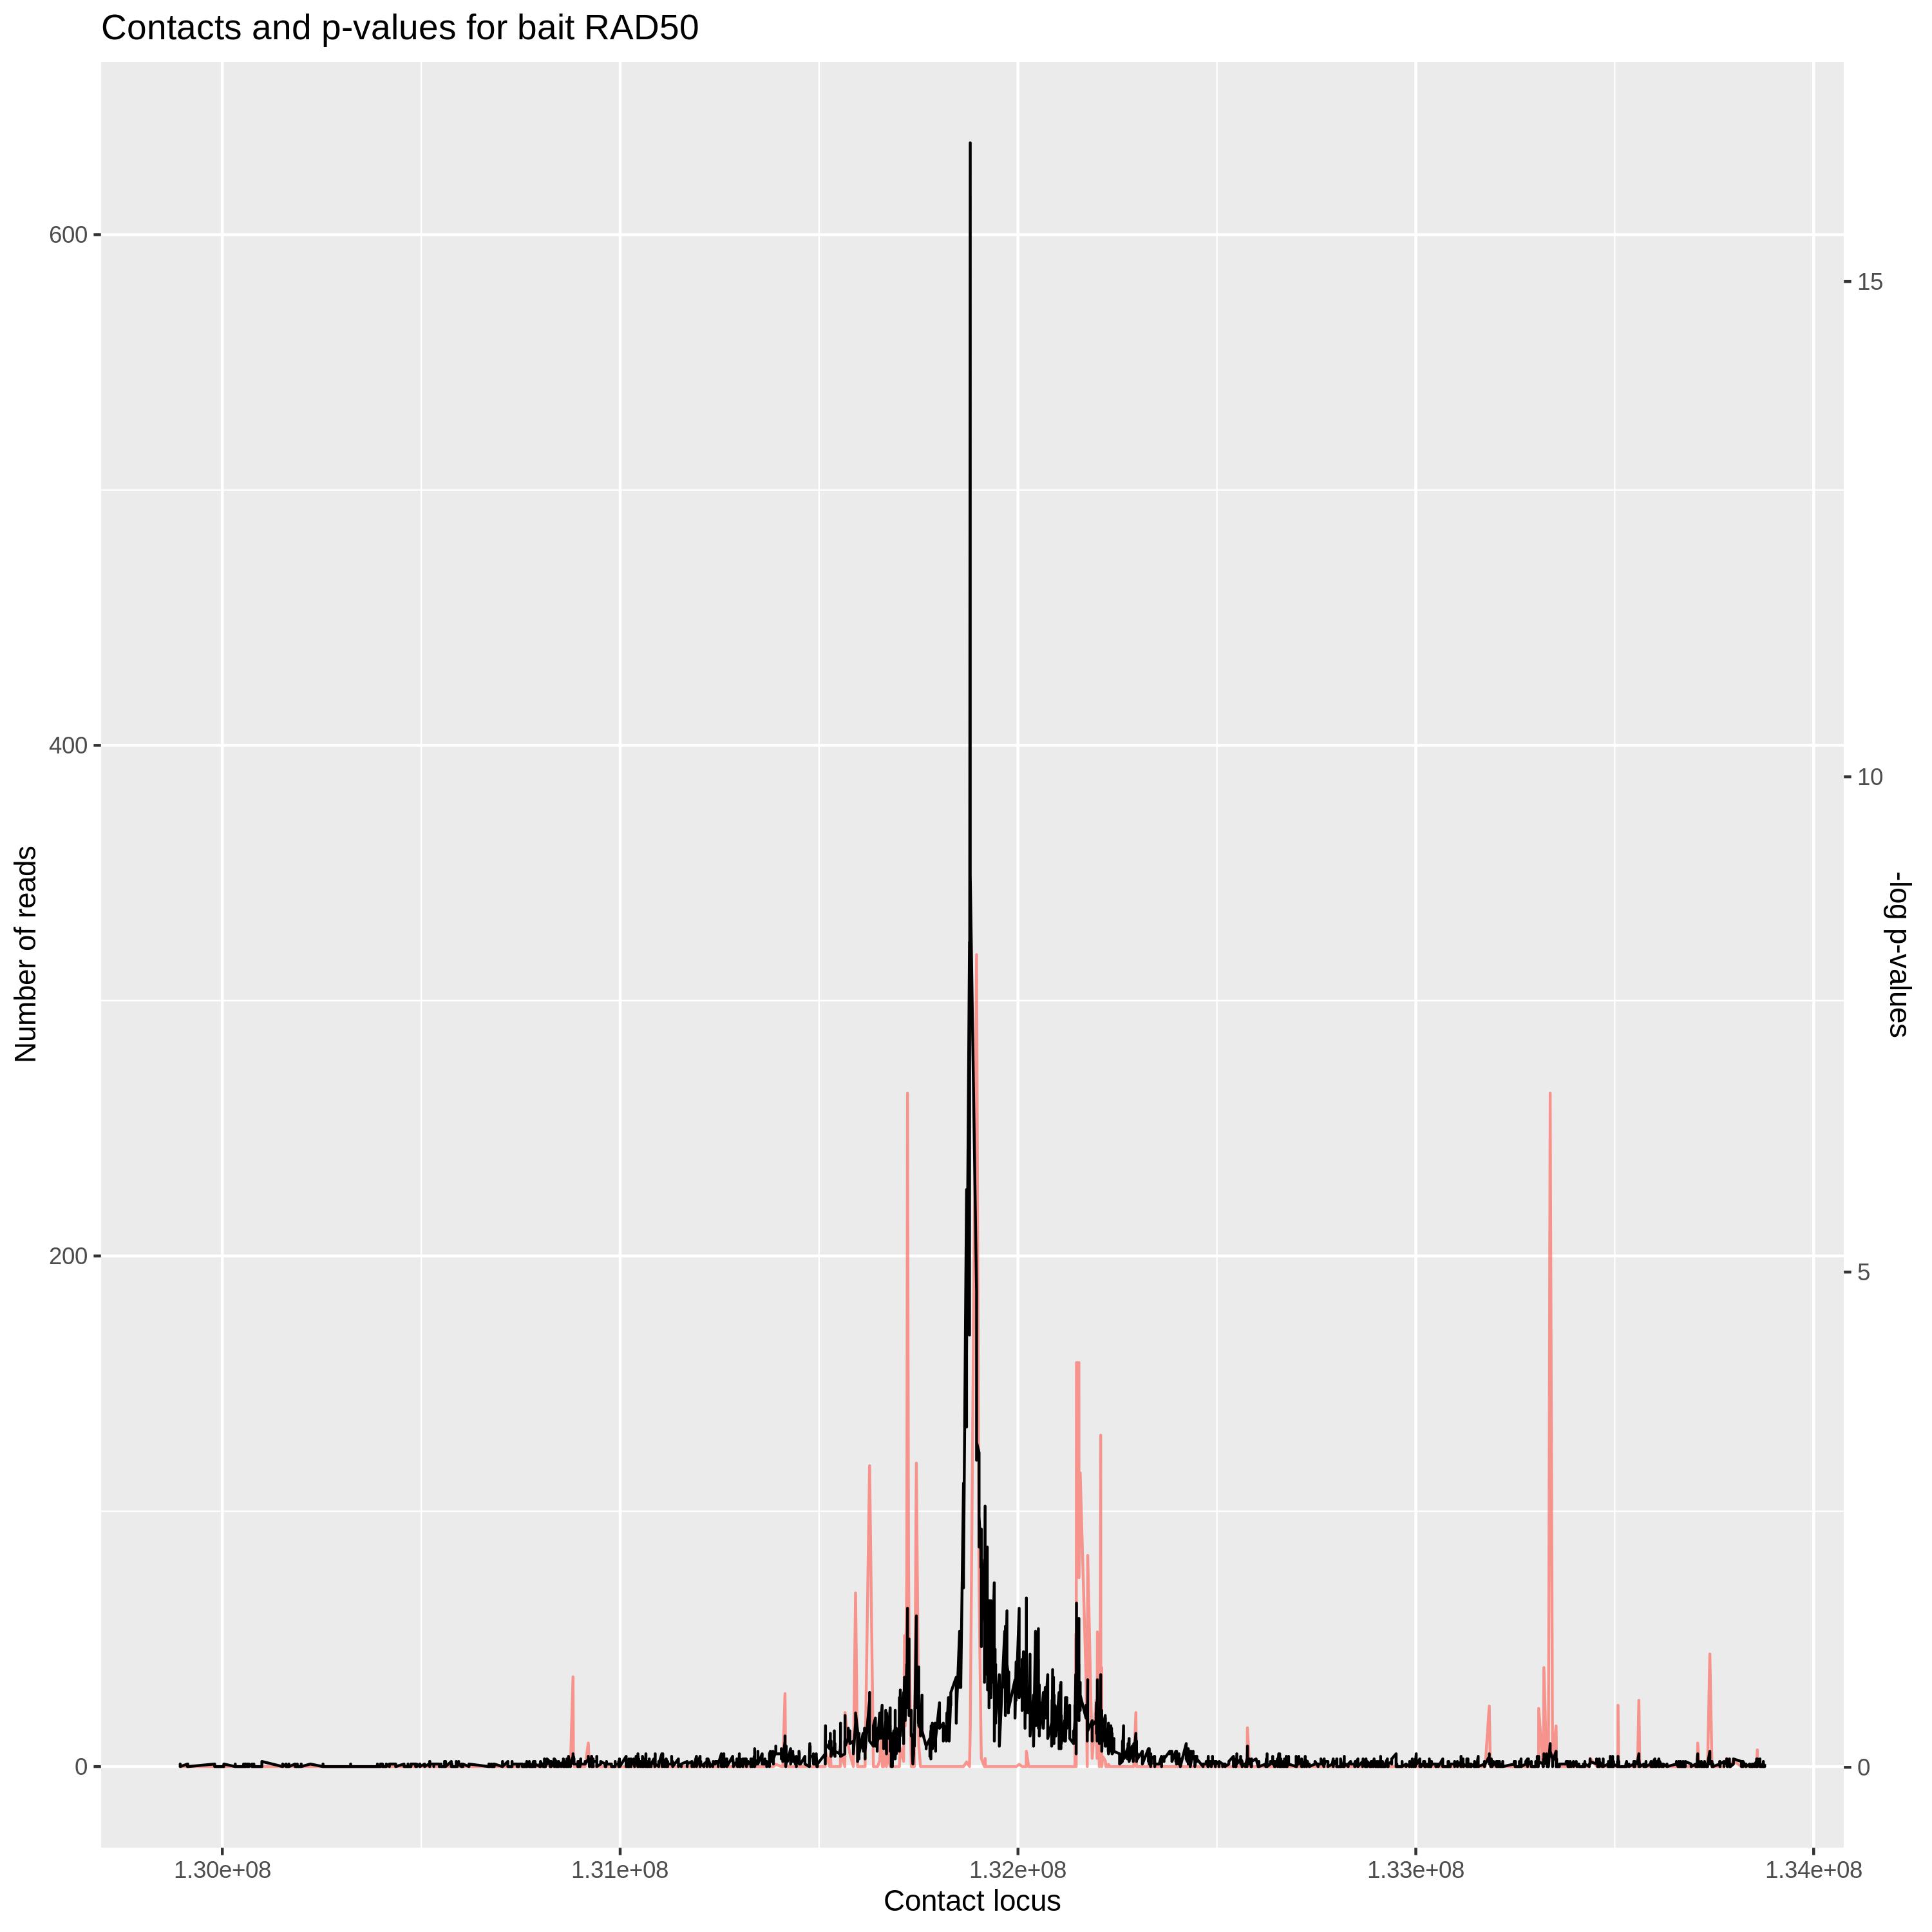 Contacts and p-values for bait RAD50
600
400
200
0
15
10
5
0
Number of reads
-log p-values
1.30e+08 1.31e+08 1.32e+08 1.33e+08 1.34e+08
Contact locus